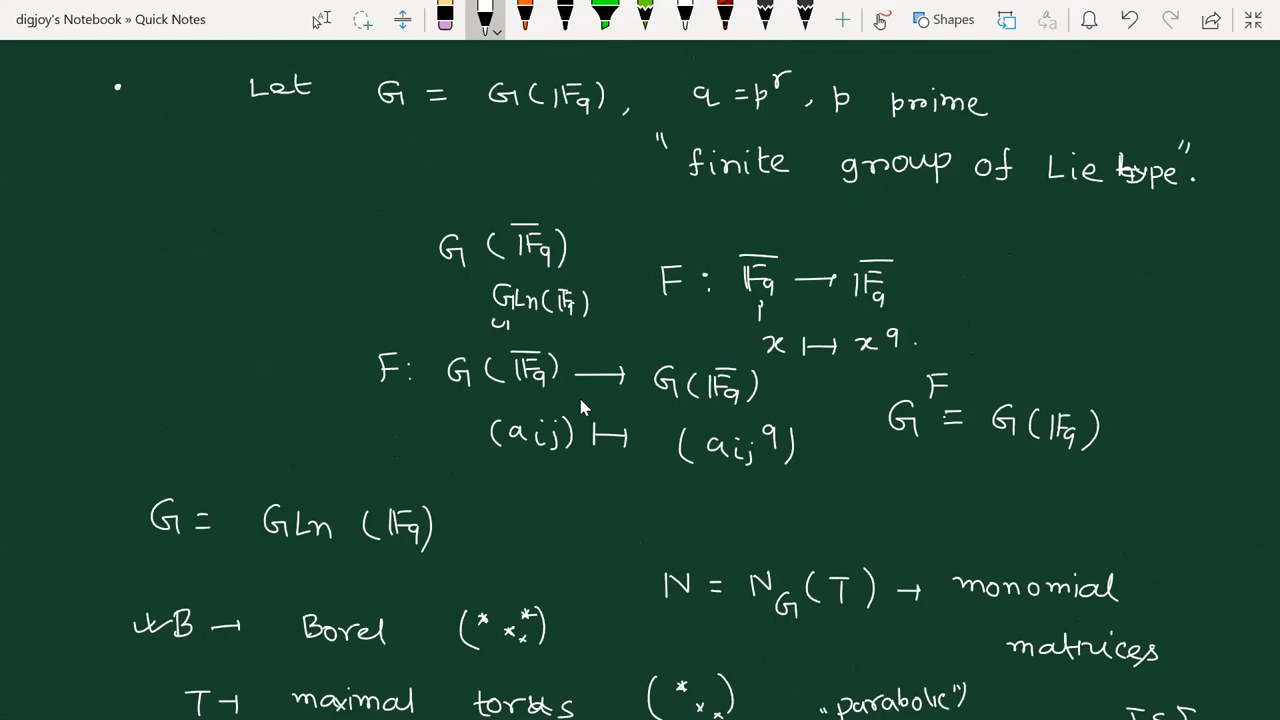 digjoy's Notebook » Quick Notes
Shapes
. Let G = G(𝔽q), q = p^r, p prime
"finite group of Lie type".
G(𝔽̅q)
GLn(𝔽̅q)
F : 𝔽̅q → 𝔽̅q
x ↦ x^q.
F: G(𝔽̅q) → G(𝔽̅q)
(aij) ↦ (aij^q)
G^F = G(𝔽q)
G = GLn(𝔽q)
N = N_G(T) → monomial
matrices
B → Borel (* * * *)
T → maximal torus (* * *) "parabolic")